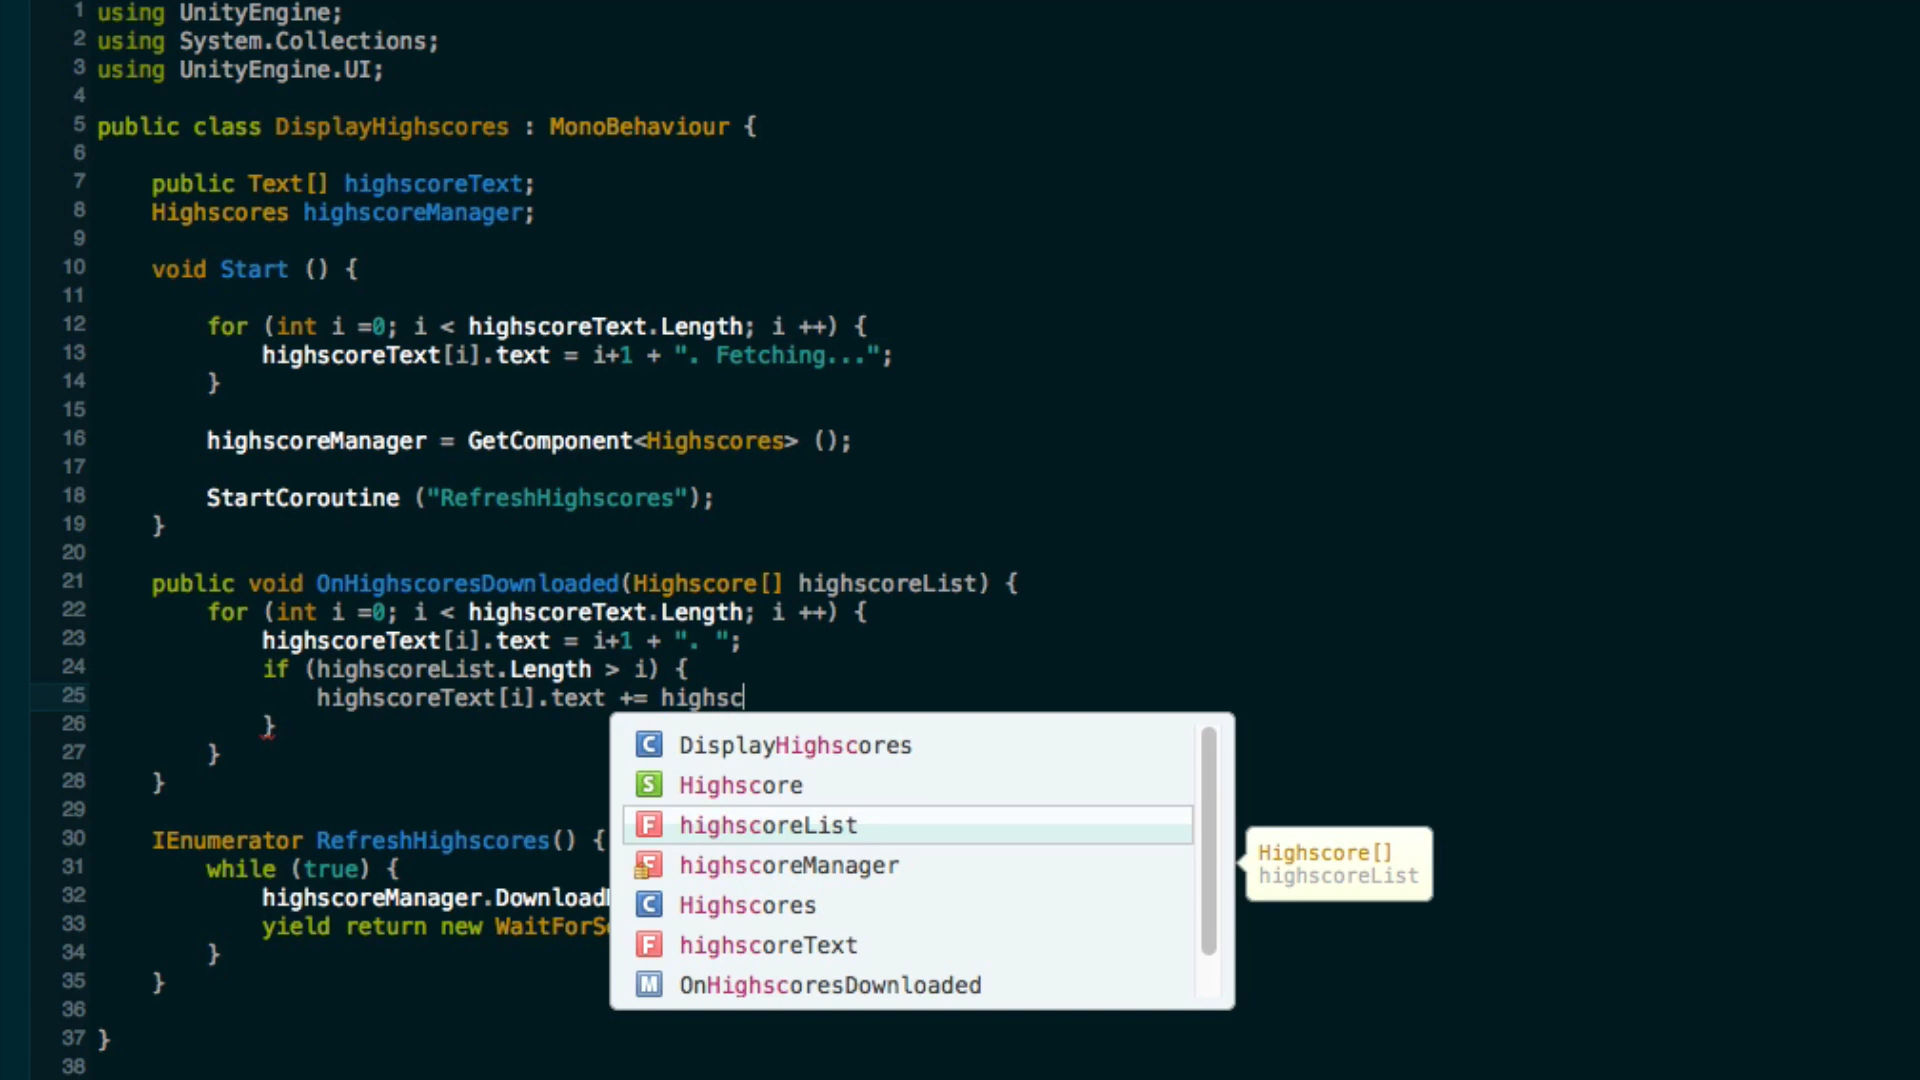 1 using UnityEngine;
2 using System.Collections;
3 using UnityEngine.UI;
4
5 public class DisplayHighscores : MonoBehaviour {
6
7 public Text[] highscoreText;
8 Highscores highscoreManager;
9
10 void Start () {
11
12 for (int i =0; i < highscoreText.Length; i ++) {
13 highscoreText[i].text = i+1 + ". Fetching...";
14 }
15
16 highscoreManager = GetComponent<Highscores> ();
17
18 StartCoroutine ("RefreshHighscores");
19 }
20
21 public void OnHighscoresDownloaded(Highscore[] highscoreList) {
22 for (int i =0; i < highscoreText.Length; i ++) {
23 highscoreText[i].text = i+1 + ". ";
24 if (highscoreList.Length > i) {
25 highscoreText[i].text += highsc
26 }
27 }
28 }
29
30 IEnumerator RefreshHighscores() {
31 while (true) {
32 highscoreManager.Download
33 yield return new WaitForS
34 }
35 }
36
37 }
38
C DisplayHighscores
S Highscore
F highscoreList
F highscoreManager
C Highscores
F highscoreText
M OnHighscoresDownloaded
Highscore[]
highscoreList